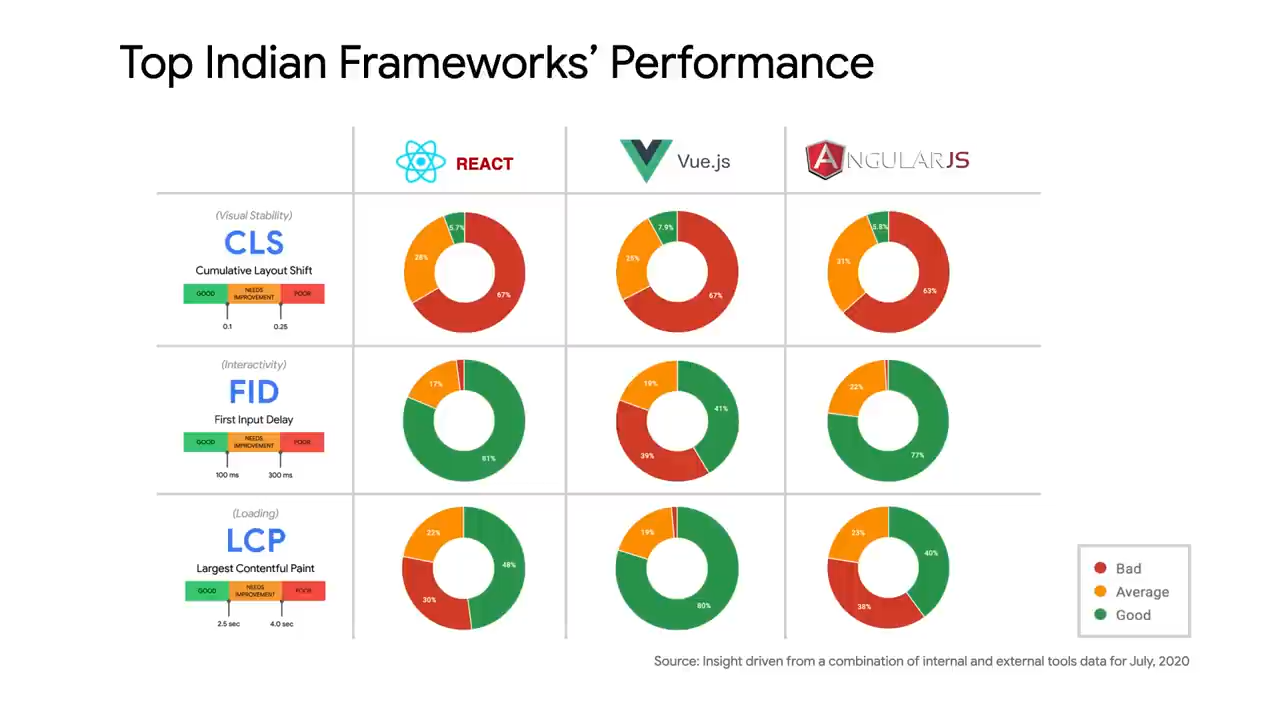 Top Indian Frameworks' Performance
REACT
Vue.js
ANGULARJS
(Visual Stability)
CLS
Cumulative Layout Shift
GOOD
NEEDS
IMPROVEMENT
POOR
0.1
0.25
5.7%
28%
67%
7.9%
25%
67%
5.8%
31%
63%
(Interactivity)
FID
First Input Delay
GOOD
NEEDS
IMPROVEMENT
POOR
100 ms
300 ms
17%
81%
19%
41%
39%
22%
77%
(Loading)
LCP
Largest Contentful Paint
GOOD
NEEDS
IMPROVEMENT
POOR
2.5 sec
4.0 sec
22%
48%
30%
19%
80%
23%
40%
38%
Bad
Average
Good
Source: Insight driven from a combination of internal and external tools data for July, 2020